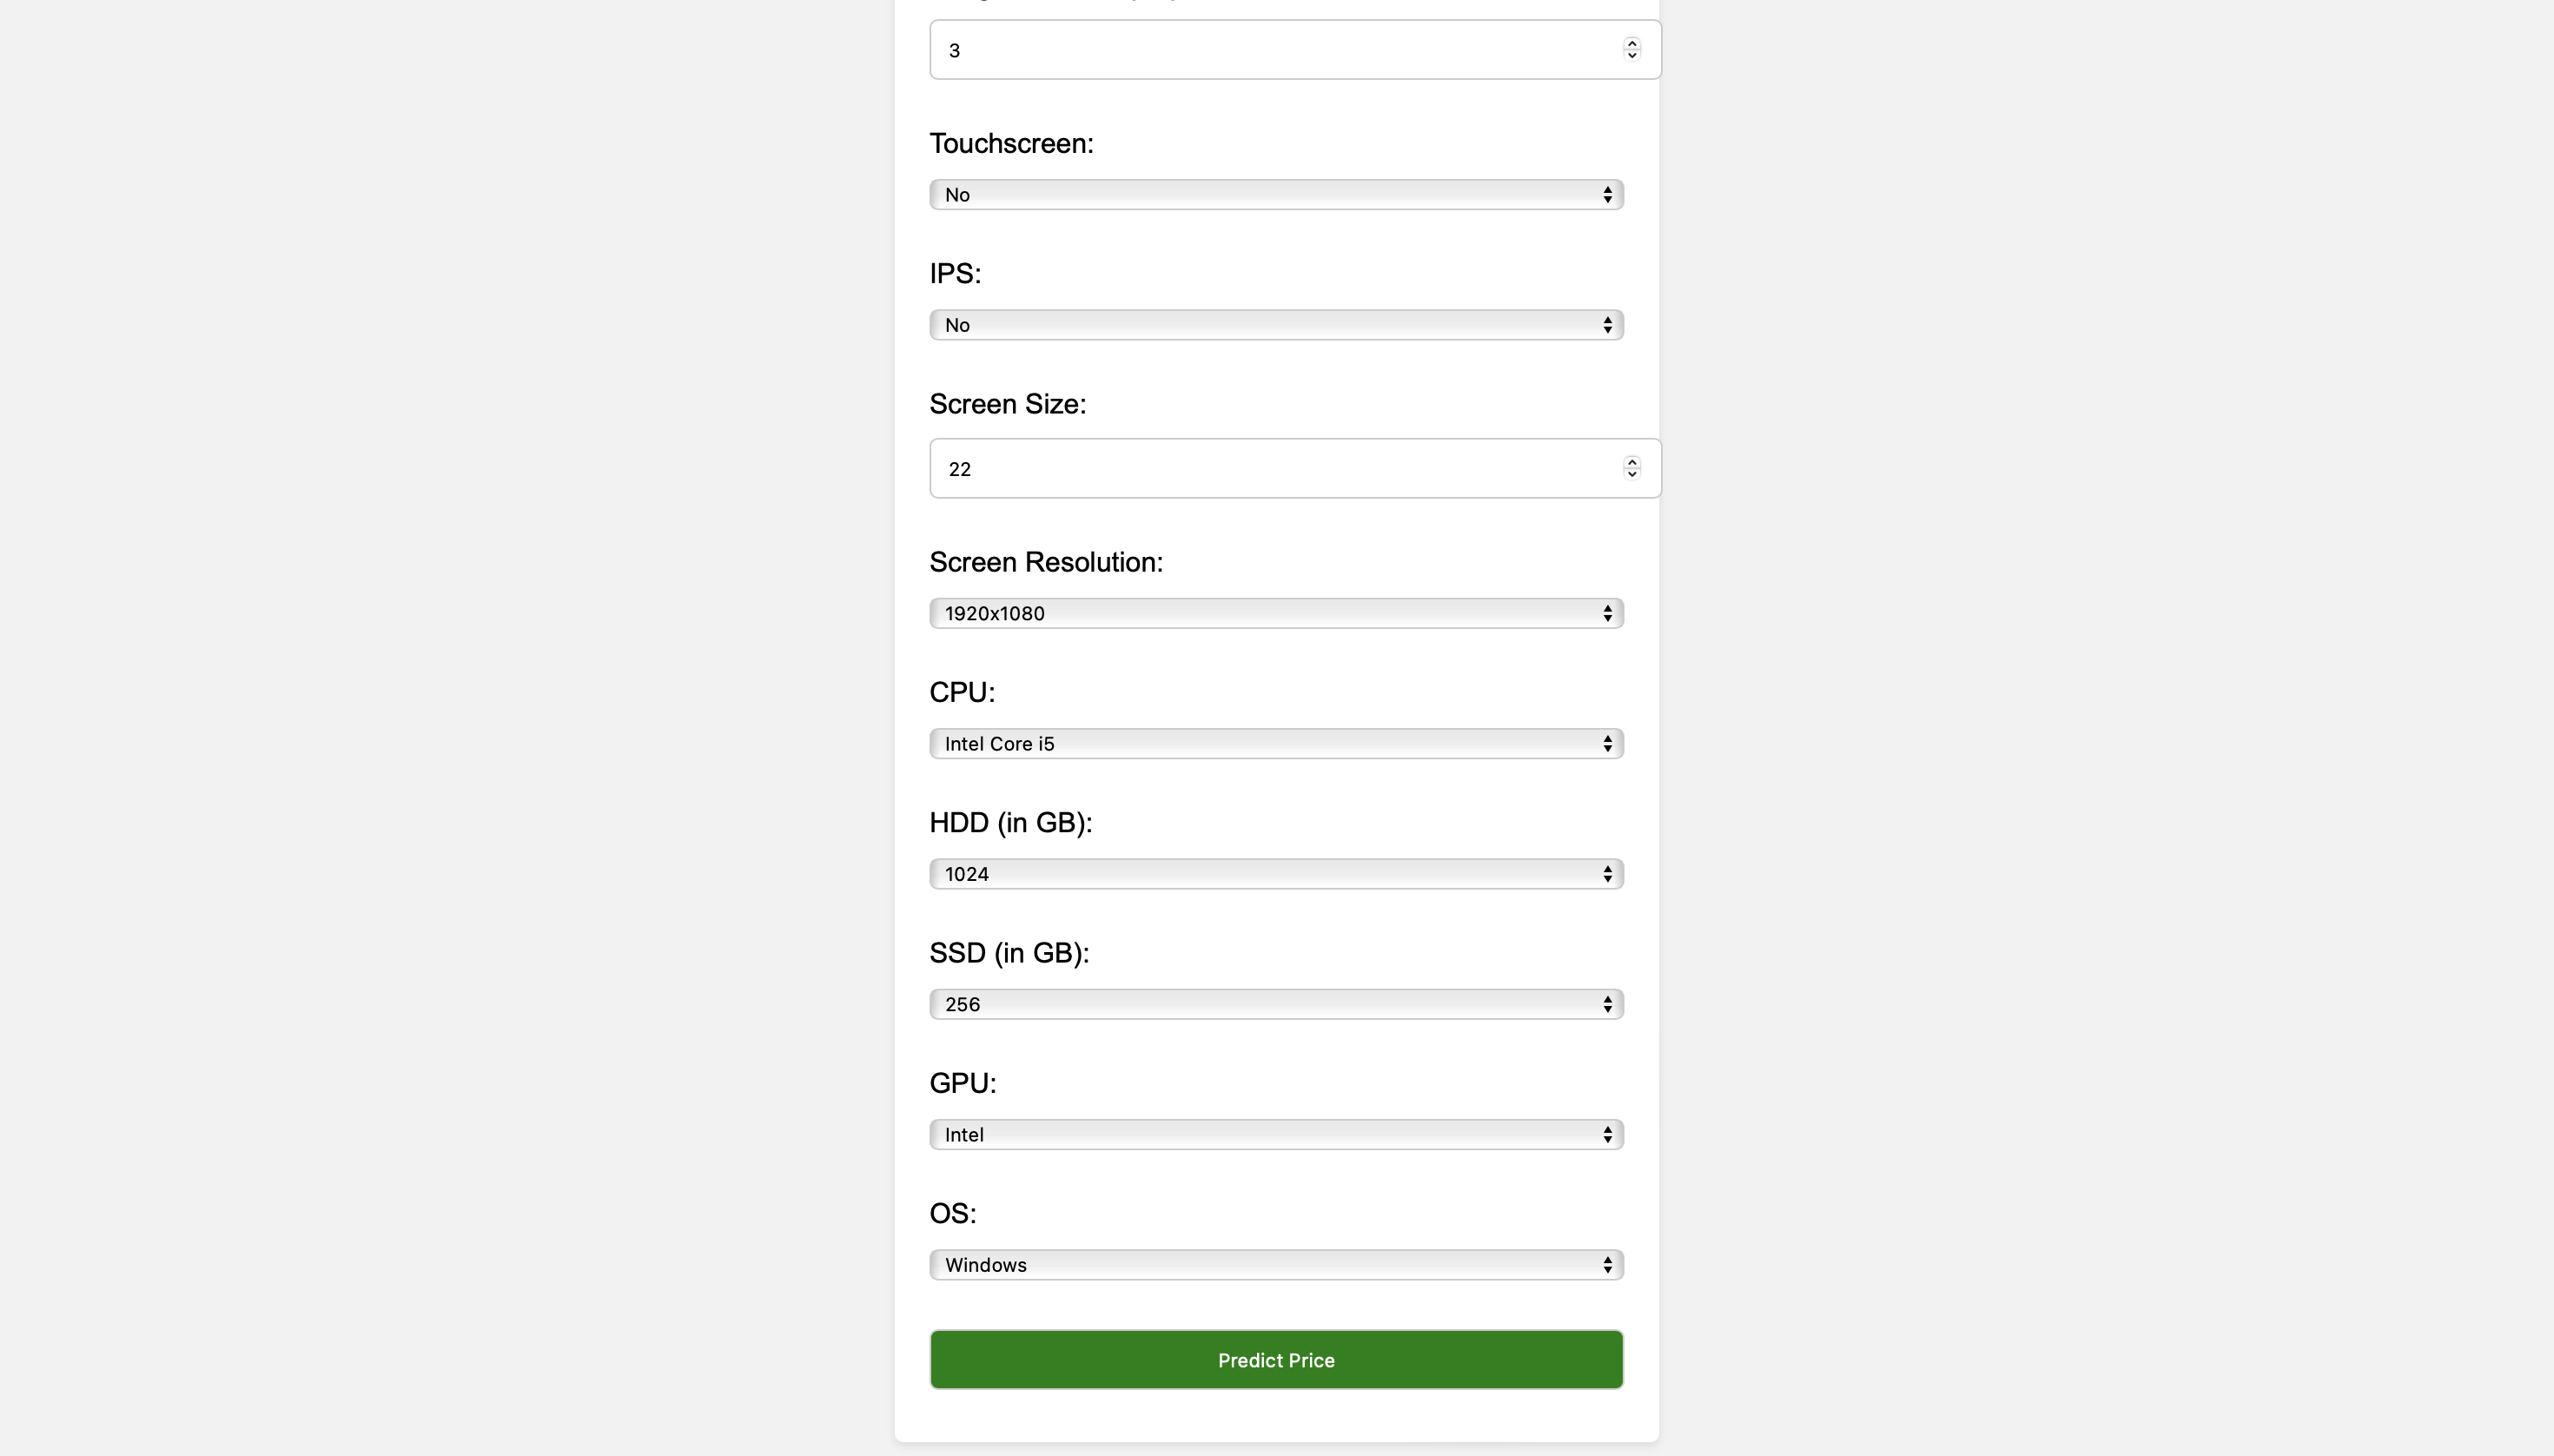 3
Touchscreen:
No
IPS:
No
Screen Size:
22
Screen Resolution:
1920x1080
CPU:
Intel Core i5
HDD (in GB):
1024
SSD (in GB):
256
GPU:
Intel
OS:
Windows
Predict Price